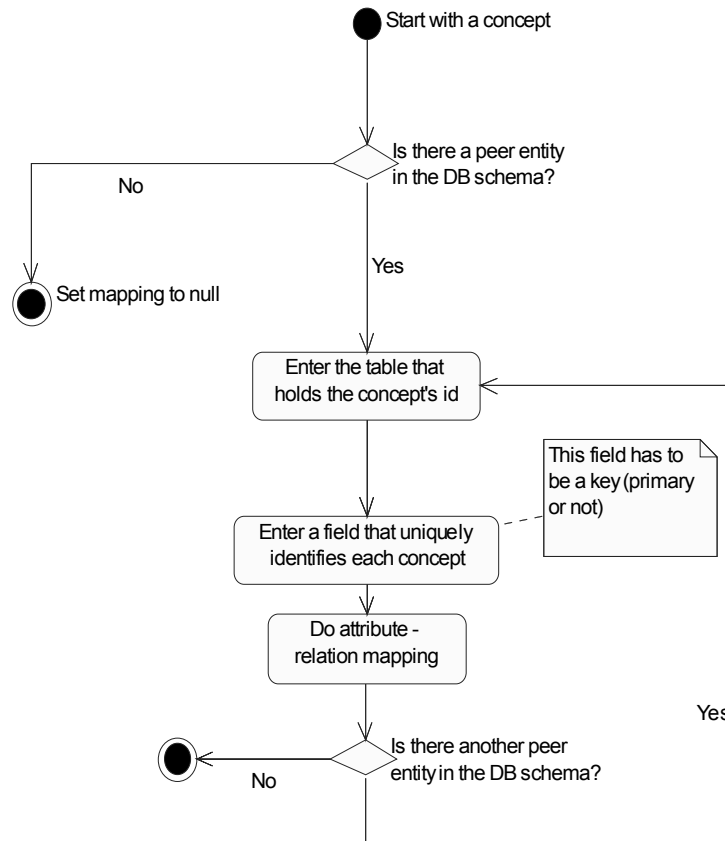 Start with a concept
Is there a peer entity
in the DB schema?
No
Yes
Set mapping to null
Enter the table that
holds the concept's id
This field has to
be a key (primary
or not)
Enter a field that uniquely
identifies each concept
Do attribute -
relation mapping
Yes
Is there another peer
entity in the DB schema?
No